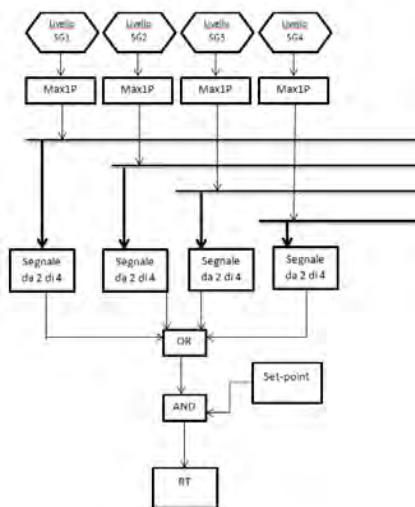 Livello
SG1
Livello
SG2
Livello
SG3
Livello
SG4
Max1P
Max1P
Max1P
Max1P
Segnale
da 2 di 4
Segnale
da 2 di 4
Segnale
da 2 di 4
Segnale
da 2 di 4
OR
Set-point
AND
RT